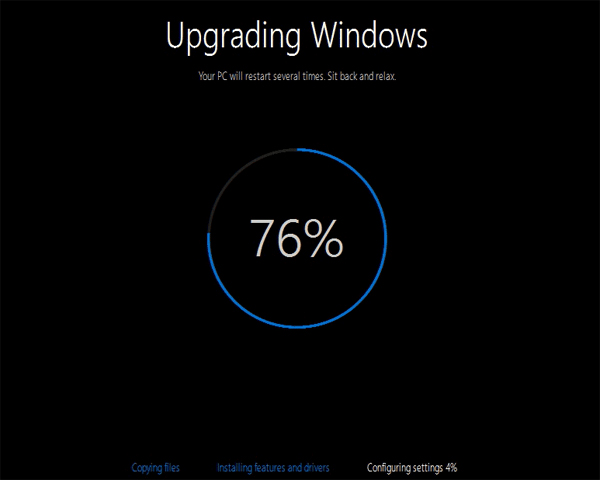 Upgrading Windows
Your PC will restart several times. Sit back and relax.
76%
Copying files Installing features and drivers Configuring settings 4%